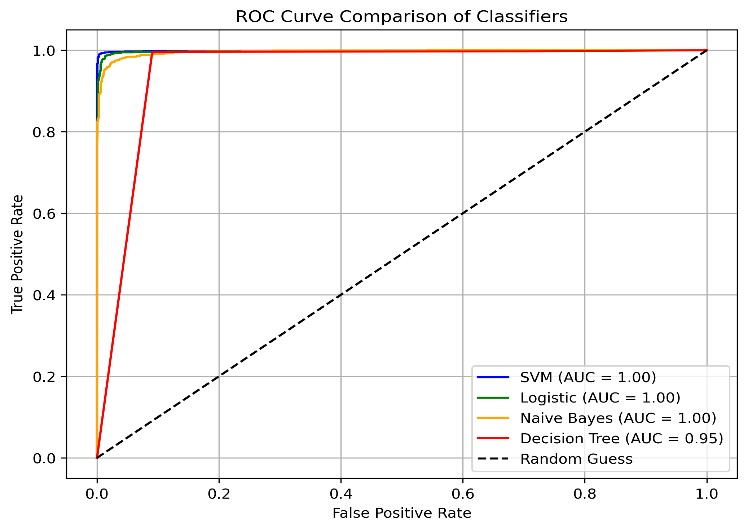 ROC Curve Comparison of Classifiers
True Positive Rate
1.0
0.8
0.6
0.4
0.2
0.0
0.0 0.2 0.4 0.6 0.8 1.0
False Positive Rate
SVM (AUC = 1.00)
Logistic (AUC = 1.00)
Naive Bayes (AUC = 1.00)
Decision Tree (AUC = 0.95)
Random Guess